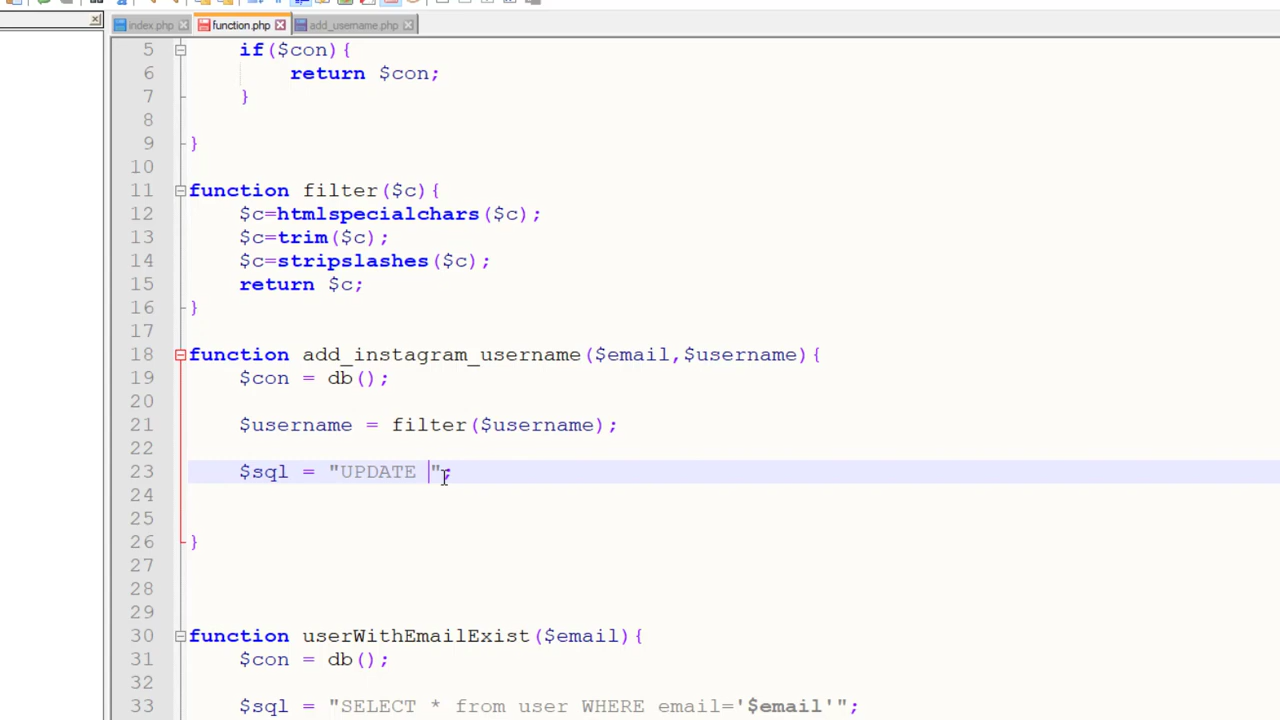 index.php function.php add_username.php
5 if($con){
6 return $con;
7 }
8
9 }
10
11 function filter($c){
12 $c=htmlspecialchars($c);
13 $c=trim($c);
14 $c=stripslashes($c);
15 return $c;
16 }
17
18 function add_instagram_username($email,$username){
19 $con = db();
20
21 $username = filter($username);
22
23 $sql = "UPDATE ";
24
25
26 }
27
28
29
30 function userWithEmailExist($email){
31 $con = db();
32
33 $sql = "SELECT * from user WHERE email='$email'";